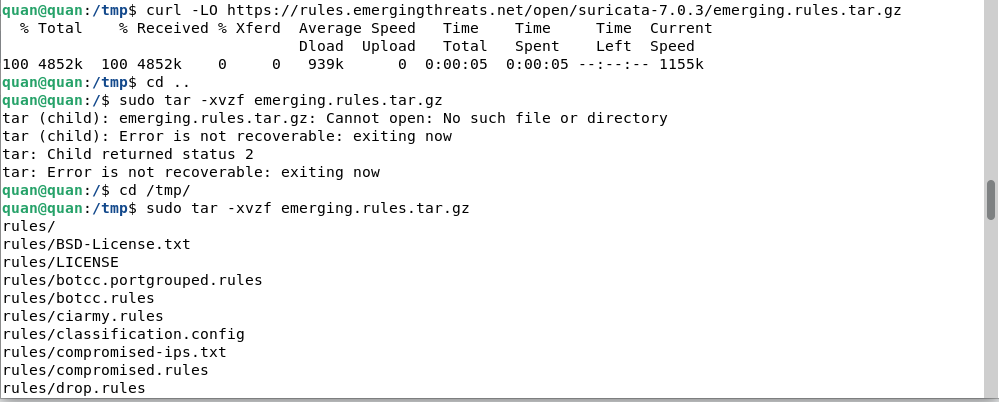 quan@quan:/tmp$ curl -LO https://rules.emergingthreats.net/open/suricata-7.0.3/emerging.rules.tar.gz
  % Total    % Received % Xferd  Average Speed   Time    Time     Time  Current
                                 Dload  Upload   Total   Spent    Left  Speed
100 4852k  100 4852k    0     0   939k      0  0:00:05  0:00:05 --:--:-- 1155k
quan@quan:/tmp$ cd ..
quan@quan:/$ sudo tar -xvzf emerging.rules.tar.gz
tar (child): emerging.rules.tar.gz: Cannot open: No such file or directory
tar (child): Error is not recoverable: exiting now
tar: Child returned status 2
tar: Error is not recoverable: exiting now
quan@quan:/$ cd /tmp/
quan@quan:/tmp$ sudo tar -xvzf emerging.rules.tar.gz
rules/
rules/BSD-License.txt
rules/LICENSE
rules/botcc.portgrouped.rules
rules/botcc.rules
rules/ciarmy.rules
rules/classification.config
rules/compromised-ips.txt
rules/compromised.rules
rules/drop.rules